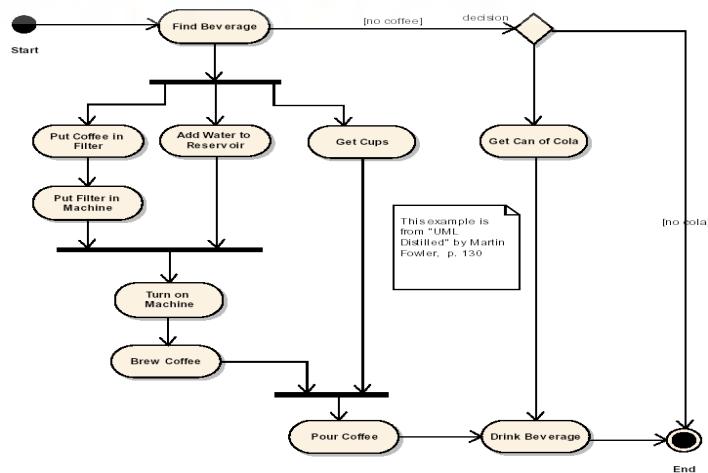 decision
[no coffee]
Find Beverage
Start
Put Coffee in
Filter
Add Water to
Reservoir
Get Cups
Get Can of Cola
Put Filter in
Machine
This example is
from "UML
Distilled" by Martin
Fowler, p. 130
[no cola
Turn on
Machine
Brew Coffee
Pour Coffee
Drink Beverage
End